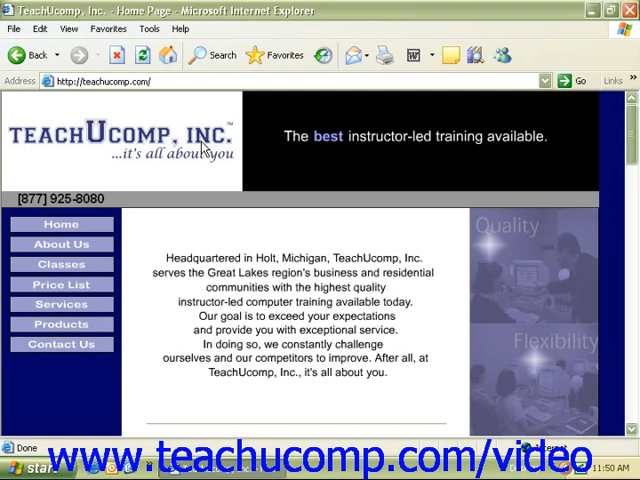 TeachUcomp, Inc. - Home Page - Microsoft Internet Explorer
File Edit View Favorites Tools Help
Back Search Favorites
Address http://teachucomp.com/ Go Links
TEACHUCOMP, INC.™
...it's all about you
The best instructor-led training available.
[877] 925-8080
Home
About Us
Classes
Price List
Services
Products
Contact Us
Headquartered in Holt, Michigan, TeachUcomp, Inc.
serves the Great Lakes region's business and residential
communities with the highest quality
instructor-led computer training available today.
Our goal is to exceed your expectations
and provide you with exceptional service.
In doing so, we constantly challenge
ourselves and our competitors to improve. After all, at
TeachUcomp, Inc., it's all about you.
Quality
Flexibility
Done
www.teachucomp.com/video
start 11:50 AM